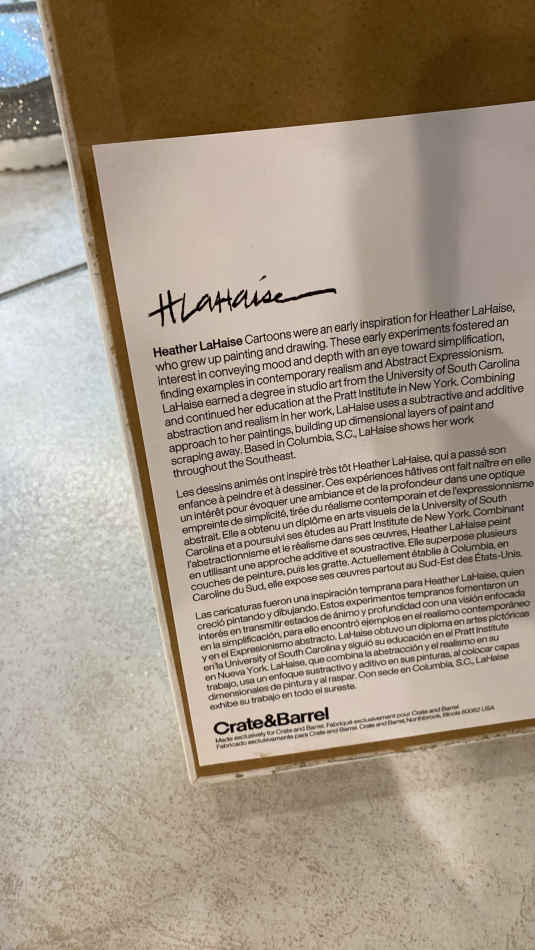 HLaHaise
Heather LaHaise Cartoons were an early inspiration for Heather LaHaise,
who grew up painting and drawing. These early experiments fostered an
interest in conveying mood and depth with an eye toward simplification,
finding examples in contemporary realism and Abstract Expressionism.
LaHaise earned a degree in studio art from the University of South Carolina
and continued her education at the Pratt Institute in New York. Combining
abstraction and realism in her work, LaHaise uses a subtractive and additive
approach to her paintings, building up dimensional layers of paint and
scraping away. Based in Columbia, S.C., LaHaise shows her work
throughout the Southeast.
Les dessins animés ont inspiré très tôt Heather LaHaise, qui a passé son
enfance à peindre et à dessiner. Ces expériences hâtives ont fait naître en elle
un intérêt pour évoquer une ambiance et de la profondeur dans une optique
empreinte de simplicité, tirée du réalisme contemporain et de l'expressionnisme
abstrait. Elle a obtenu un diplôme en arts visuels de la University of South
Carolina et a poursuivi ses études au Pratt Institute de New York. Combinant
l'abstractionnisme et le réalisme dans ses œuvres, Heather LaHaise peint
en utilisant une approche additive et soustractive. Elle superpose plusieurs
couches de peinture, puis les gratte. Actuellement établie à Columbia, en
Caroline du Sud, elle expose ses œuvres partout au Sud-Est des États-Unis.
Las caricaturas fueron una inspiración temprana para Heather LaHaise, quien
creció pintando y dibujando. Estos experimentos tempranos fomentaron un
interés en transmitir estados de ánimo y profundidad con una visión enfocada
en la simplificación, para ello encontró ejemplos en el realismo contemporáneo
y en el Expresionismo abstracto. LaHaise obtuvo un diploma en artes pictóricas
en la University of South Carolina y siguió su educación en el Pratt Institute
en Nueva York. LaHaise, que combina la abstracción y el realismo en su
trabajo, usa un enfoque sustractivo y aditivo en sus pinturas, al colocar capas
dimensionales de pintura y al raspar. Con sede en Columbia, S.C., LaHaise
exhibe su trabajo en todo el sureste.
Crate&Barrel
Made exclusively for Crate and Barrel. Fabriqué exclusivement pour Crate and Barrel
Fabricado exclusivamente para Crate and Barrel. Crate and Barrel, Northbrook, Illinois 60062 USA